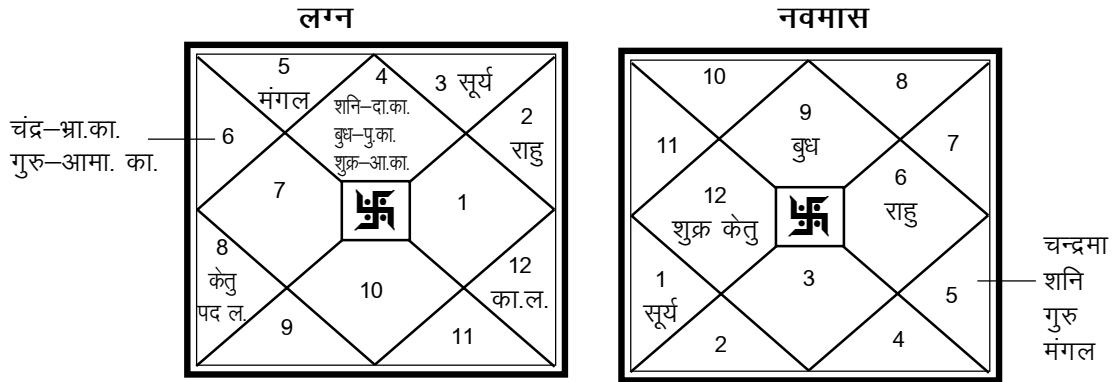 लग्न
5
मंगल
4
शनि–दा.का.
बुध–पु.का.
शुक्र–आ.का.
3 सूर्य
2
राहु
चंद्र–भ्रा.का.
गुरु–आमा. का.
6
7
1
8
केतु
पद ल.
9
10
12
का.ल.
11
नवमास
10
9
बुध
8
11
7
12
शुक्र केतु
6
राहु
1
सूर्य
2
3
4
5
चन्द्रमा
शनि
गुरु
मंगल